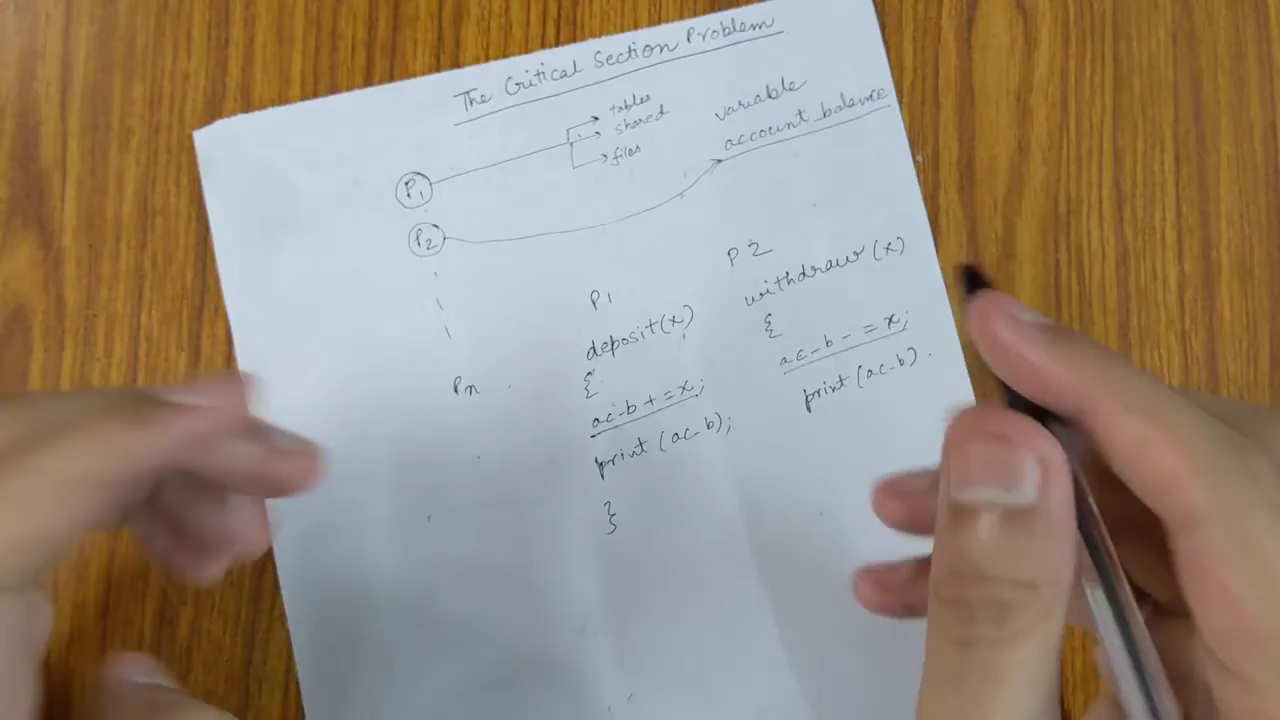 The Critical Section Problem
tables
shared
files
variable
account_balance
P1
P2
Pn
P1
deposit(x)
{
ac-b + = x;
print (ac-b);
}
P2
withdraw (x)
{
ac-b - = x;
print (ac-b).